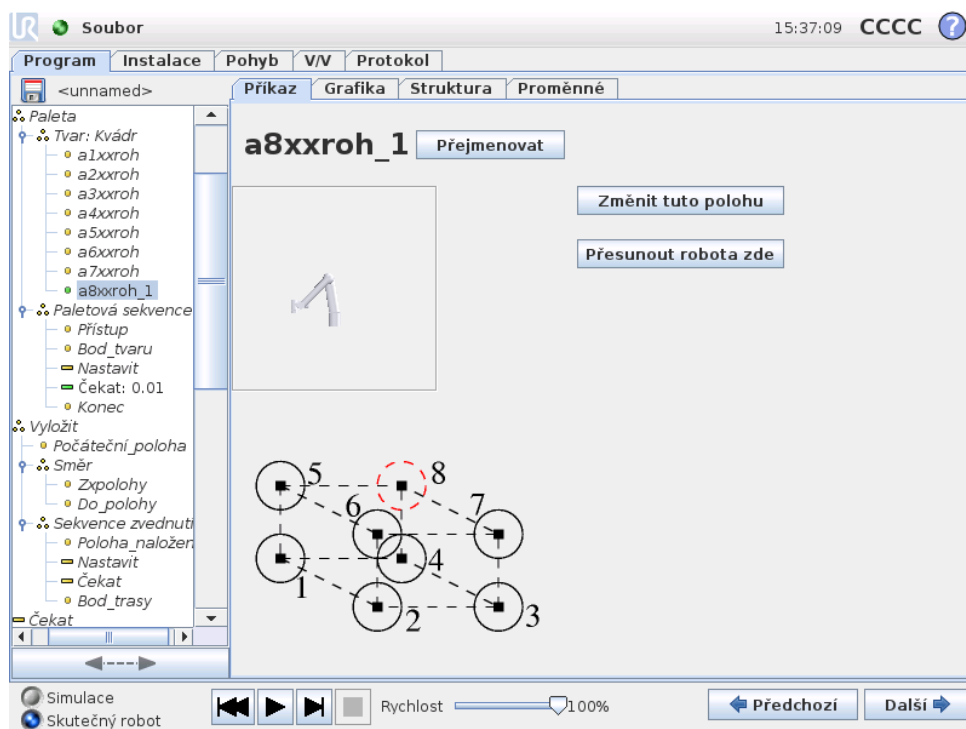 UR Soubor 15:37:09 CCCC ?
Program Instalace Pohyb V/V Protokol
<unnamed>
Příkaz Grafika Struktura Proměnné
Paleta
Tvar: Kvádr
a1xxroh
a2xxroh
a3xxroh
a4xxroh
a5xxroh
a6xxroh
a7xxroh
a8xxroh_1
Paletová sekvence
Přístup
Bod_tvaru
Nastavit
Čekat: 0.01
Konec
Vyložit
Počáteční_poloha
Směr
Zxpolohy
Do_polohy
Sekvence zvednutí
Poloha_naložen
Nastavit
Čekat
Bod_trasy
Čekat
a8xxroh_1 Přejmenovat
Změnit tuto polohu
Přesunout robota zde
5 8
6 7
1 4
2 3
Simulace
Skutečný robot
Rychlost 100%
Předchozí Další